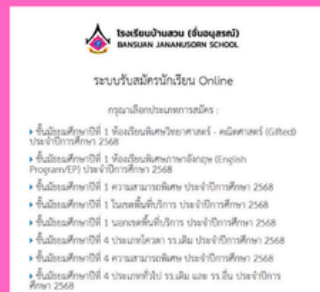 โรงเรียนบ้านสวน (จั่นอนุสรณ์)
BANSUAN JANANUSORN SCHOOL
ระบบรับสมัครนักเรียน Online
กรุณาเลือกประเภทการสมัคร :
ชั้นมัธยมศึกษาปีที่ 1 ห้องเรียนพิเศษวิทยาศาสตร์ - คณิตศาสตร์ (Gifted)
ประจำปีการศึกษา 2568
ชั้นมัธยมศึกษาปีที่ 1 ห้องเรียนพิเศษภาษาอังกฤษ (English
Program/EP) ประจำปีการศึกษา 2568
ชั้นมัธยมศึกษาปีที่ 1 ความสามารถพิเศษ ประจำปีการศึกษา 2568
ชั้นมัธยมศึกษาปีที่ 1 ในเขตพื้นที่บริการ ประจำปีการศึกษา 2568
ชั้นมัธยมศึกษาปีที่ 1 นอกเขตพื้นที่บริการ ประจำปีการศึกษา 2568
ชั้นมัธยมศึกษาปีที่ 4 ประเภทโควตา รร.เดิม ประจำปีการศึกษา 2568
ชั้นมัธยมศึกษาปีที่ 4 ความสามารถพิเศษ ประจำปีการศึกษา 2568
ชั้นมัธยมศึกษาปีที่ 4 ประเภททั่วไป รร.เดิม และ รร.อื่น ประจำปีการ
ศึกษา 2568